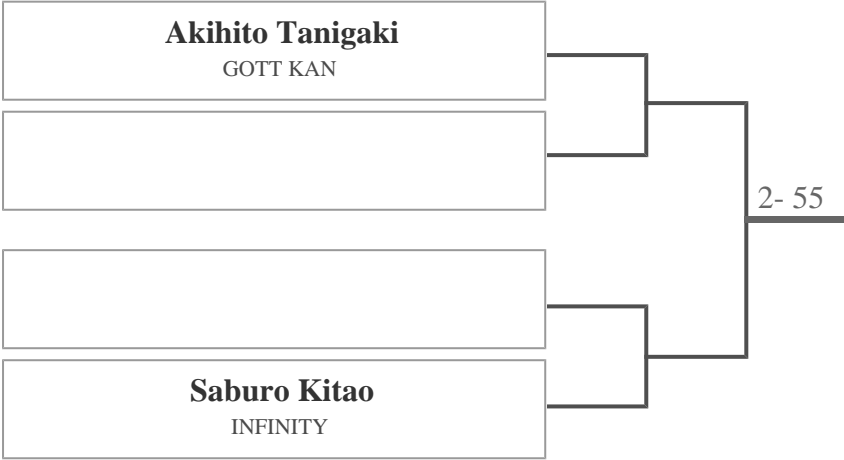 Akihito Tanigaki
GOTT KAN
2- 55
Saburo Kitao
INFINITY